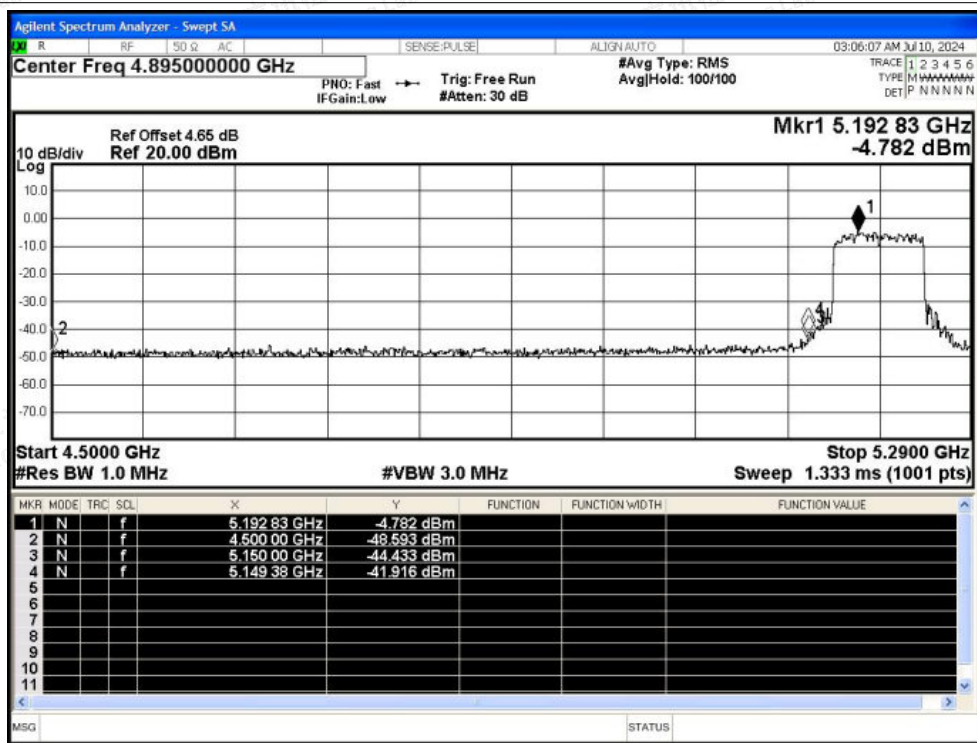 Agilent Spectrum Analyzer - Swept SA
LXI R RF 50 Ω AC SENSE:PULSE ALIGN AUTO 03:06:07 AM Jul 10, 2024
Center Freq 4.895000000 GHz
PNO: Fast
IFGain:Low
Trig: Free Run
#Atten: 30 dB
#Avg Type: RMS
Avg|Hold: 100/100
TRACE 1 2 3 4 5 6
TYPE M
DET P N N N N N
Mkr1 5.192 83 GHz
-4.782 dBm
Ref Offset 4.65 dB
10 dB/div Ref 20.00 dBm
Log
10.0
0.00
-10.0
-20.0
-30.0
-40.0
-50.0
-60.0
-70.0
1
2
Start 4.5000 GHz Stop 5.2900 GHz
#Res BW 1.0 MHz #VBW 3.0 MHz Sweep 1.333 ms (1001 pts)
MKR MODE TRC SCL X Y FUNCTION FUNCTION WIDTH FUNCTION VALUE
1 N f 5.192 83 GHz -4.782 dBm
2 N f 4.500 00 GHz -48.593 dBm
3 N f 5.150 00 GHz -44.433 dBm
4 N f 5.149 38 GHz -41.916 dBm
5
6
7
8
9
10
11
MSG STATUS